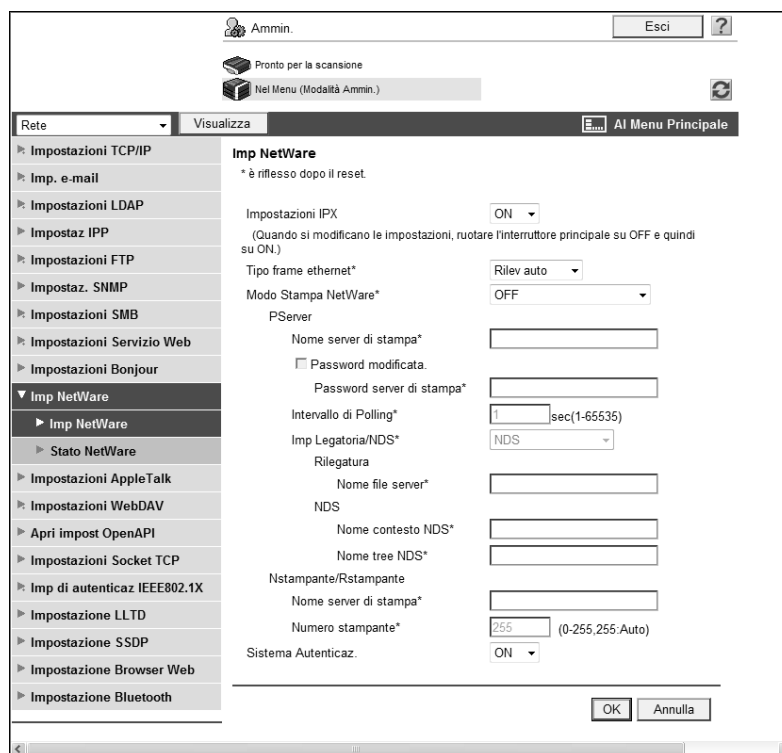 Ammin.
Esci
?
Pronto per la scansione
Nel Menu (Modalità Ammin.)
Rete
Visualizza
Al Menu Principale
Impostazioni TCP/IP
Imp. e-mail
Impostazioni LDAP
Impostaz IPP
Impostazioni FTP
Impostaz. SNMP
Impostazioni SMB
Impostazioni Servizio Web
Impostazioni Bonjour
Imp NetWare
Imp NetWare
Stato NetWare
Impostazioni AppleTalk
Impostazioni WebDAV
Apri impost OpenAPI
Impostazioni Socket TCP
Imp di autenticaz IEEE802.1X
Impostazione LLTD
Impostazione SSDP
Impostazione Browser Web
Impostazione Bluetooth
Imp NetWare
* è riflesso dopo il reset.
Impostazioni IPX ON
(Quando si modificano le impostazioni, ruotare l'interruttore principale su OFF e quindi
su ON.)
Tipo frame ethernet* Rilev auto
Modo Stampa NetWare* OFF
PServer
Nome server di stampa*
Password modificata.
Password server di stampa*
Intervallo di Polling* 1 sec(1-65535)
Imp Legatoria/NDS* NDS
Rilegatura
Nome file server*
NDS
Nome contesto NDS*
Nome tree NDS*
Nstampante/Rstampante
Nome server di stampa*
Numero stampante* 255 (0-255,255:Auto)
Sistema Autenticaz. ON
OK Annulla